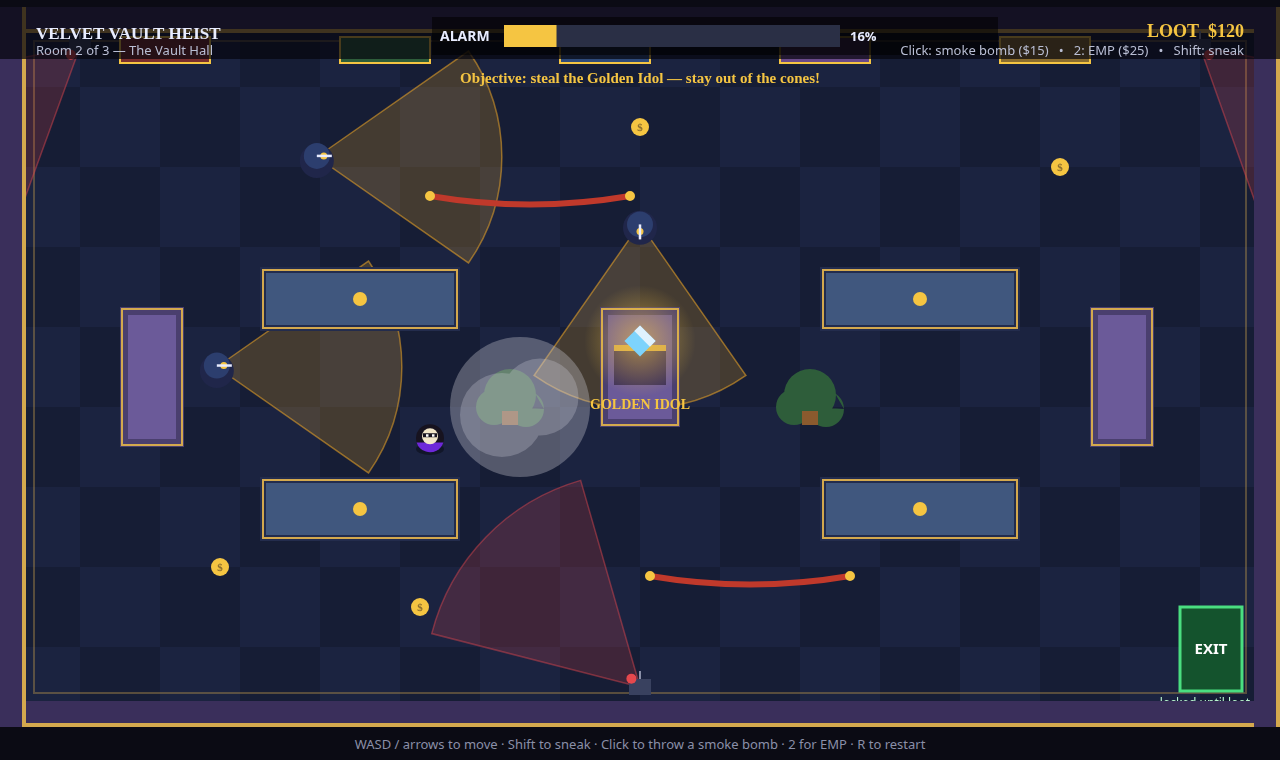 VELVET VAULT HEIST
Room 2 of 3 — The Vault Hall
ALARM
16%
LOOT $120
Click: smoke bomb ($15) • 2: EMP ($25) • Shift: sneak
Objective: steal the Golden Idol — stay out of the cones!
$
$
GOLDEN IDOL
$
$
EXIT
WASD / arrows to move · Shift to sneak · Click to throw a smoke bomb · 2 for EMP · R to restart